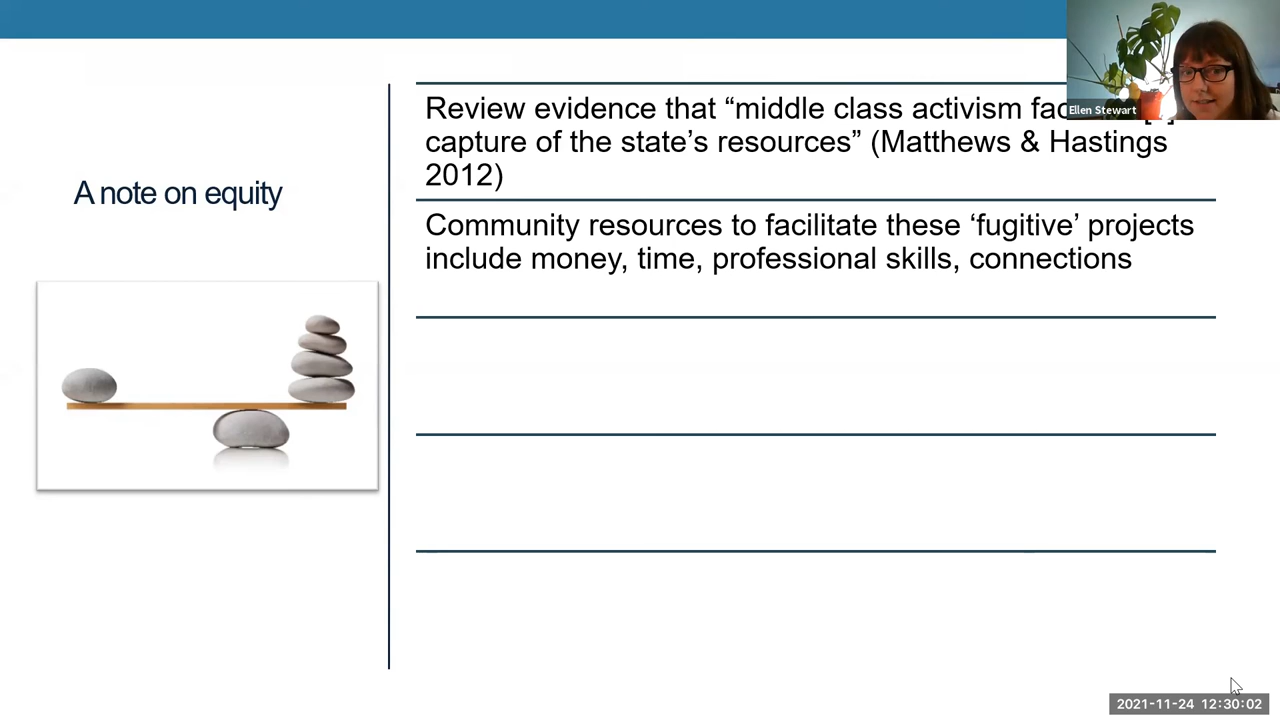 Ellen Stewart
A note on equity
Review evidence that “middle class activism
capture of the state’s resources” (Matthews & Hastings
2012)
Community resources to facilitate these ‘fugitive’ projects
include money, time, professional skills, connections
2021-11-24 12:30:02